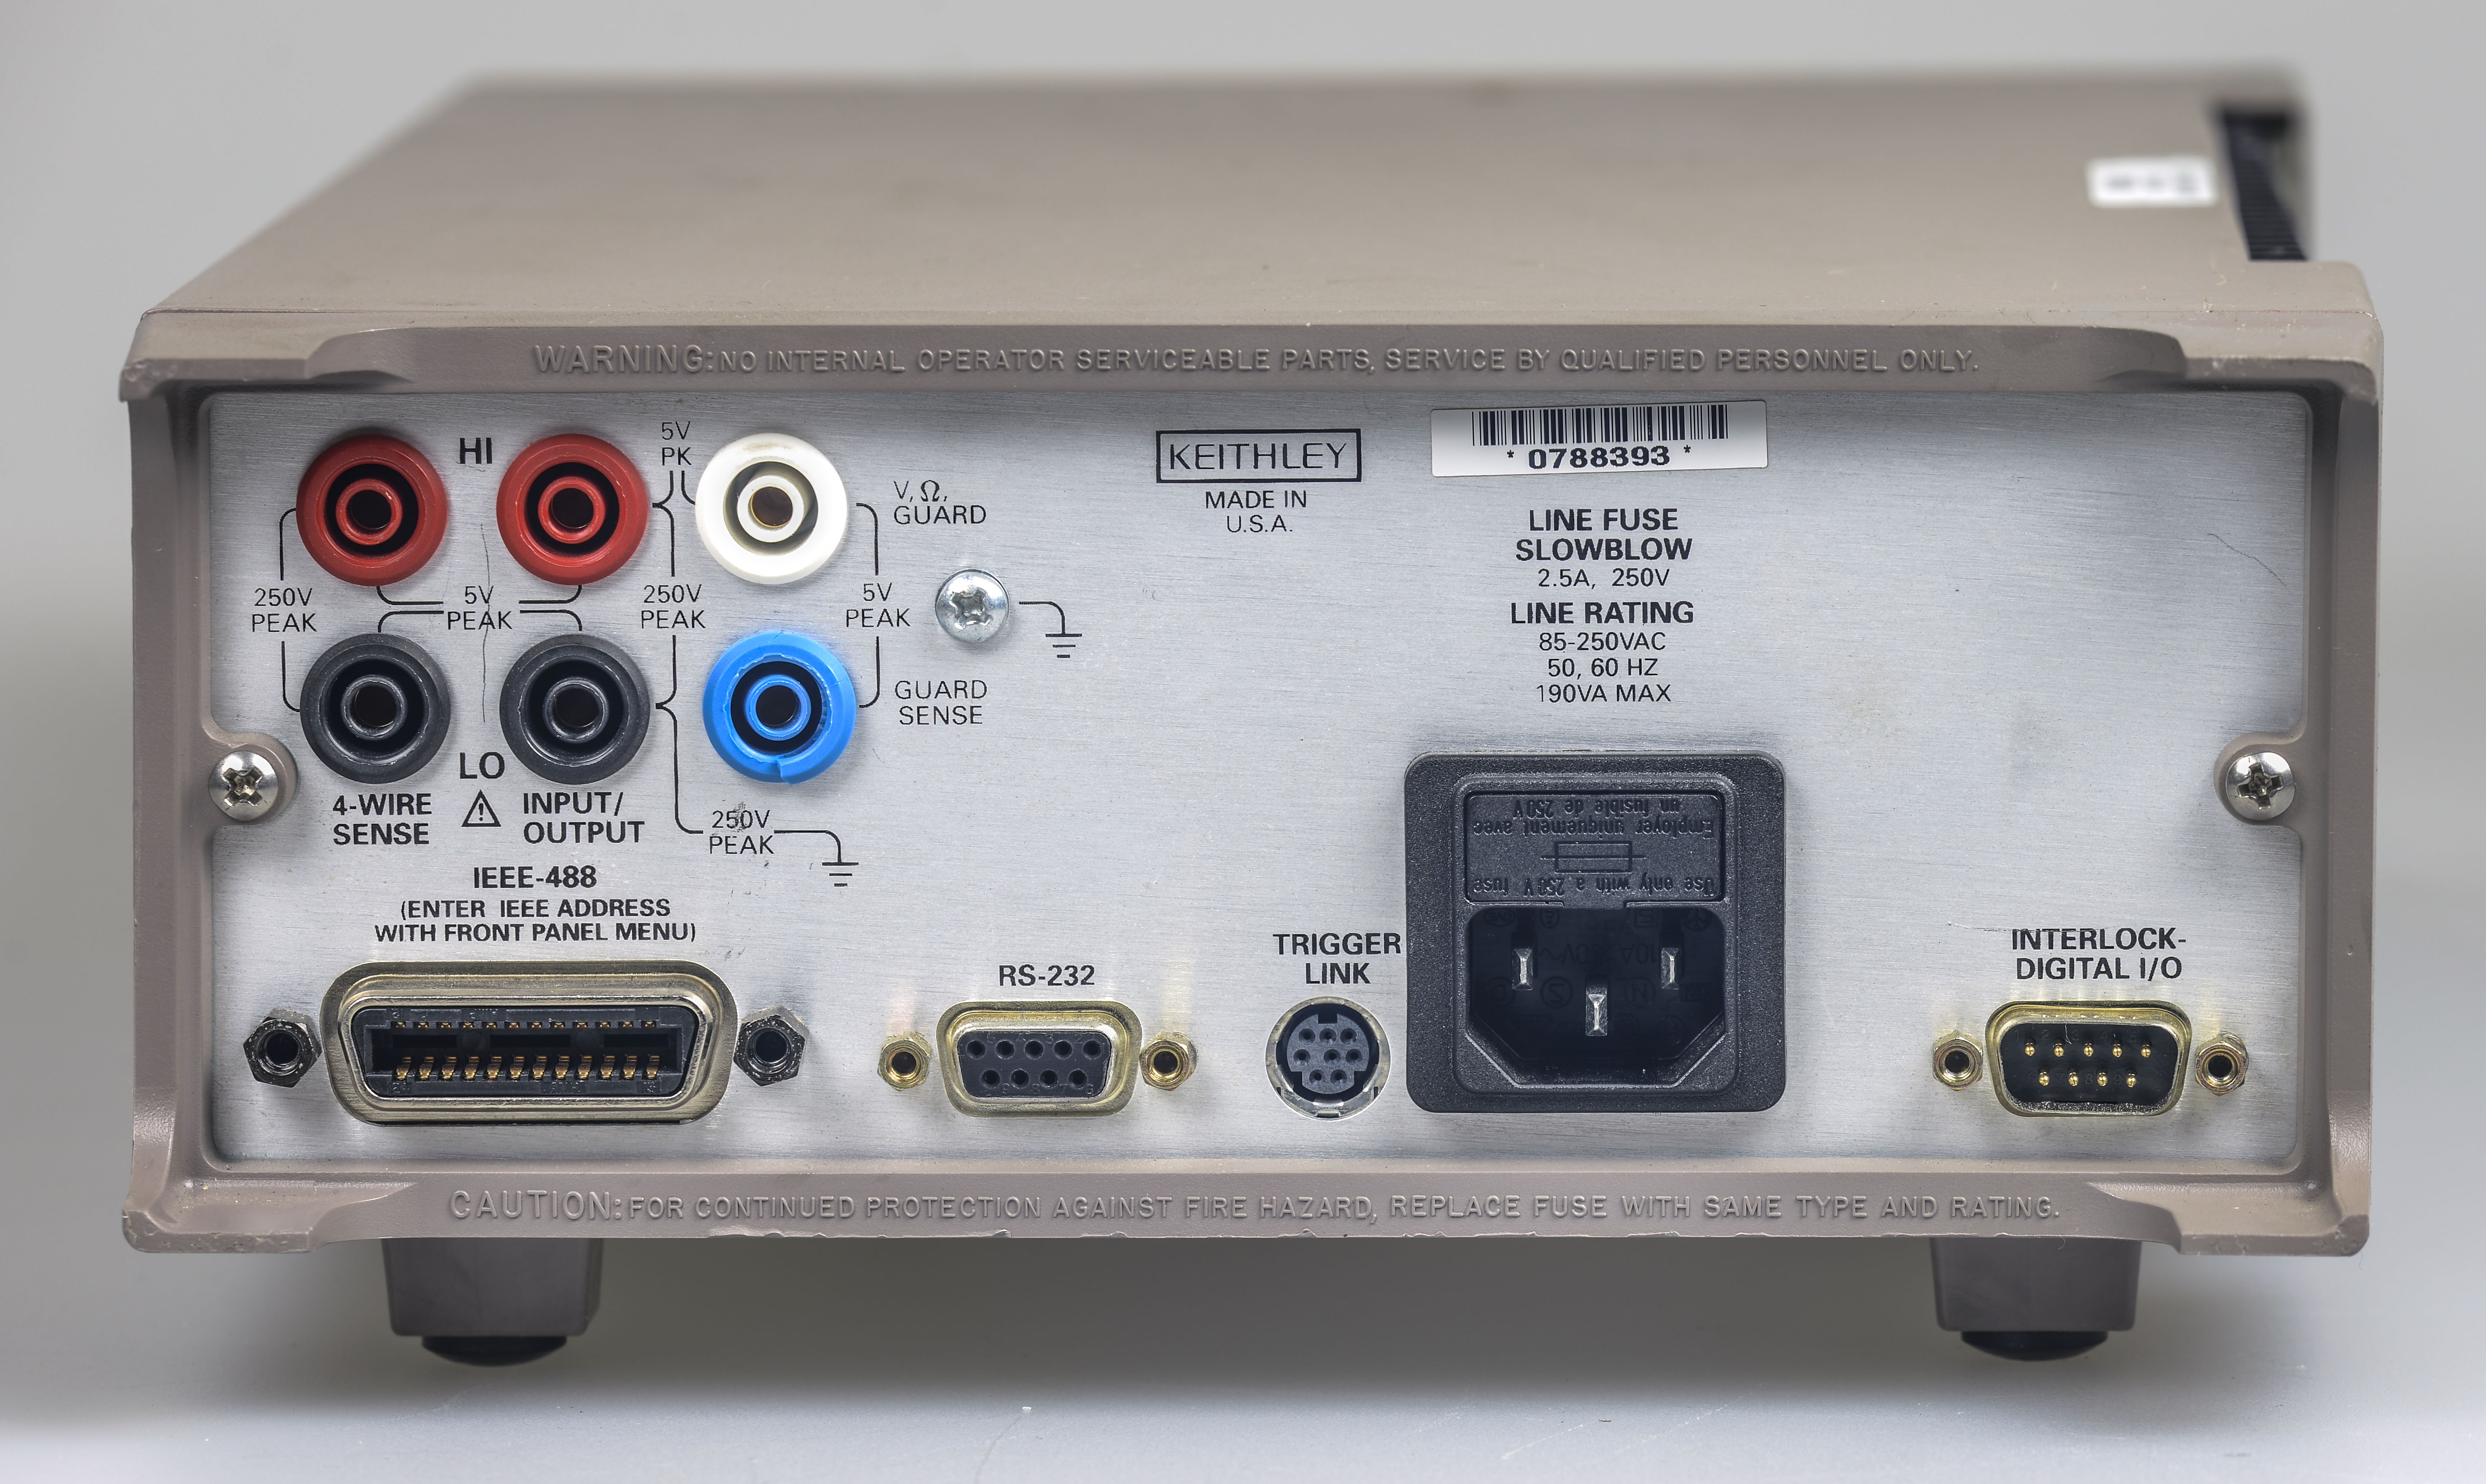 WARNING: NO INTERNAL OPERATOR SERVICEABLE PARTS, SERVICE BY QUALIFIED PERSONNEL ONLY.
HI
5V
PK
V, Ω,
GUARD
250V
PEAK
5V
PEAK
250V
PEAK
5V
PEAK
GUARD
SENSE
LO
4-WIRE
SENSE
INPUT/
OUTPUT
250V
PEAK
KEITHLEY
MADE IN
U.S.A.
* 0788393 *
LINE FUSE
SLOWBLOW
2.5A, 250V
LINE RATING
85-250VAC
50, 60 HZ
190VA MAX
Use only with a 250 V fuse
Employer uniquement avec
un fusible de 250 V
IEEE-488
(ENTER IEEE ADDRESS
WITH FRONT PANEL MENU)
RS-232
TRIGGER
LINK
INTERLOCK-
DIGITAL I/O
CAUTION: FOR CONTINUED PROTECTION AGAINST FIRE HAZARD, REPLACE FUSE WITH SAME TYPE AND RATING.